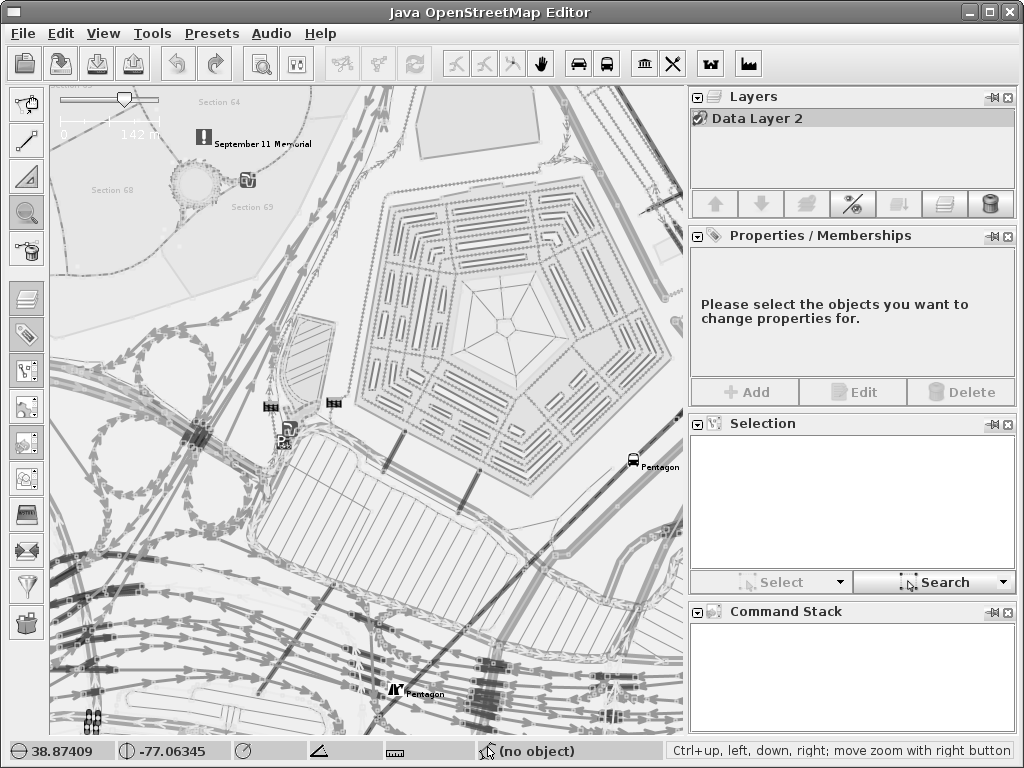 Java OpenStreetMap Editor
File Edit View Tools Presets Audio Help
Section 64
0 142 m
September 11 Memorial
Section 68
Section 69
Pentagon
Pentagon
Layers
Data Layer 2
Properties / Memberships
Please select the objects you want to
change properties for.
Add Edit Delete
Selection
Select Search
Command Stack
38.87409 -77.06345 (no object) Ctrl+up, left, down, right; move zoom with right button